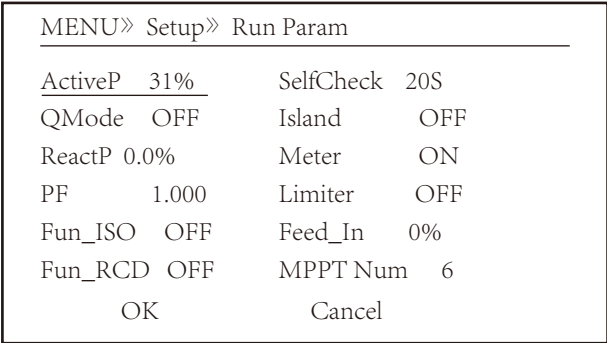 MENU» Setup» Run Param
ActiveP 31% SelfCheck 20S
QMode OFF Island OFF
ReactP 0.0% Meter ON
PF 1.000 Limiter OFF
Fun_ISO OFF Feed_In 0%
Fun_RCD OFF MPPT Num 6
OK Cancel